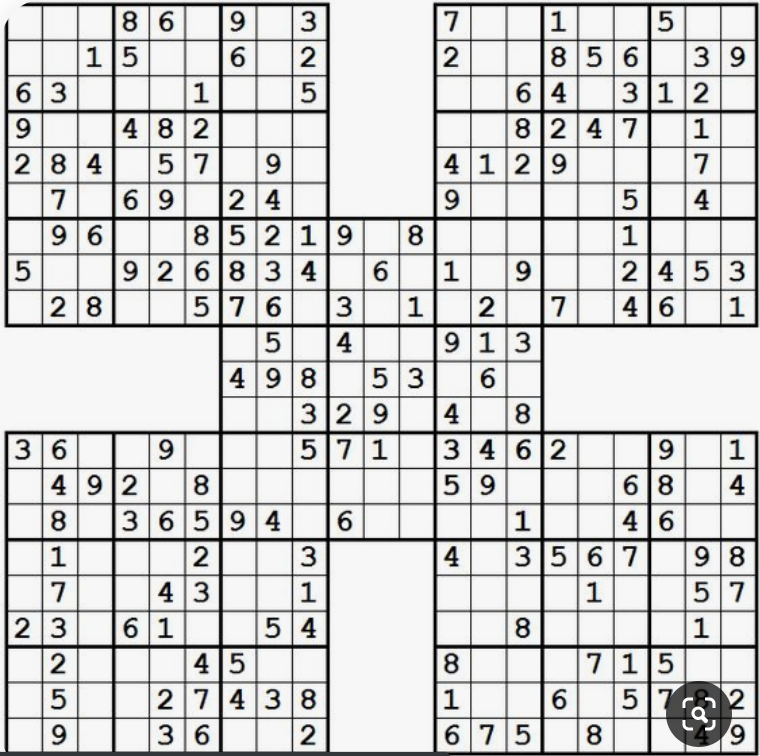 8 6 9 3 7 1 5
1 5 6 2 2 8 5 6 3 9
6 3 1 5 6 4 3 1 2
9 4 8 2 8 2 4 7 1
2 8 4 5 7 9 4 1 2 9 7
7 6 9 2 4 9 5 4
9 6 8 5 2 1 9 8 1
5 9 2 6 8 3 4 6 1 9 2 4 5 3
2 8 5 7 6 3 1 2 7 4 6 1
5 4 9 1 3
4 9 8 5 3 6
3 2 9 4 8
3 6 9 5 7 1 3 4 6 2 9 1
4 9 2 8 5 9 6 8 4
8 3 6 5 9 4 6 1 4 6
1 2 3 4 3 5 6 7 9 8
7 4 3 1 1 5 7
2 3 6 1 5 4 8 1
2 4 5 8 7 1 5
5 2 7 4 3 8 1 6 5 7 8 2
9 3 6 2 6 7 5 8 4 9